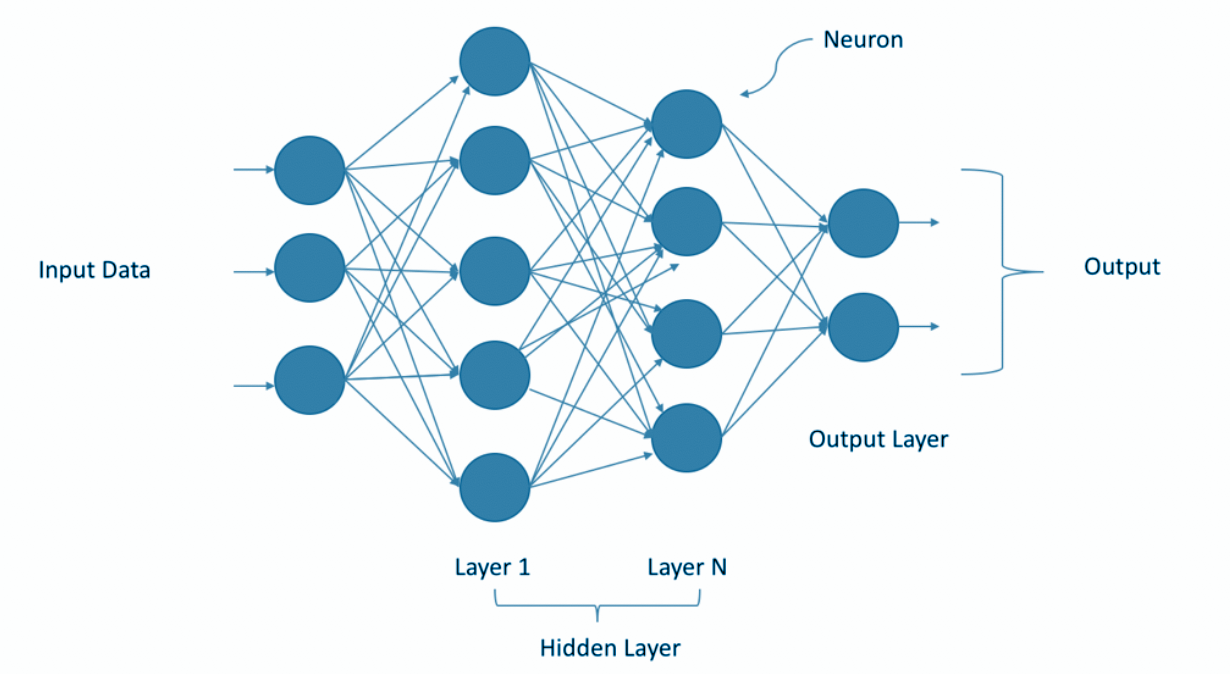 Neuron
Input Data
Output
Output Layer
Layer 1
Layer N
Hidden Layer